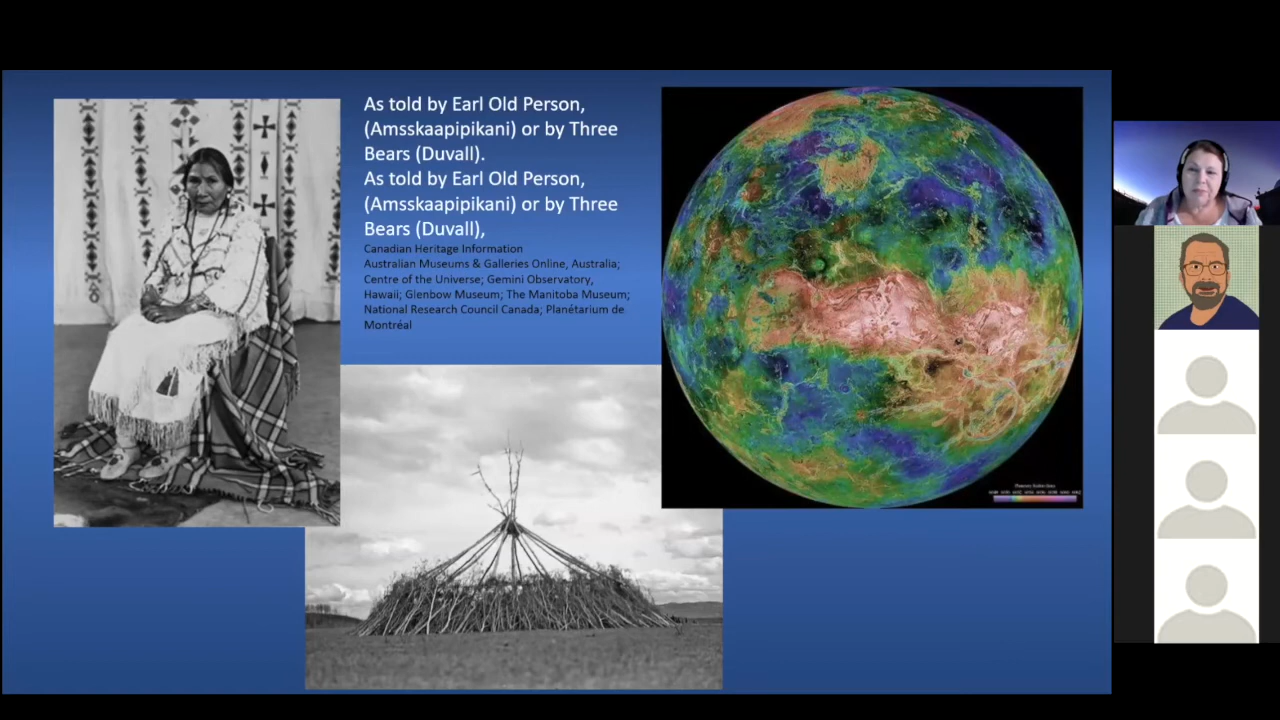 As told by Earl Old Person,
(Amsskaapipikani) or by Three
Bears (Duvall).
As told by Earl Old Person,
(Amsskaapipikani) or by Three
Bears (Duvall),
Canadian Heritage Information
Australian Museums & Galleries Online, Australia;
Centre of the Universe; Gemini Observatory,
Hawaii; Glenbow Museum; The Manitoba Museum;
National Research Council Canada; Planétarium de
Montréal